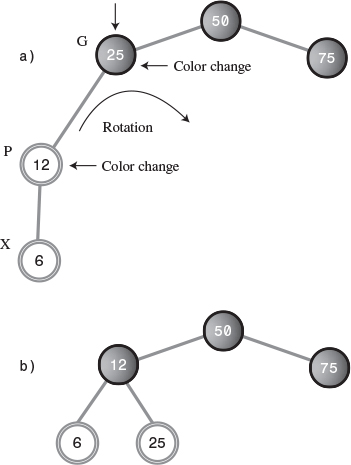 50
G
25
a)
75
Color change
Rotation
P
12
Color change
X
6
50
b)
12
75
6
25